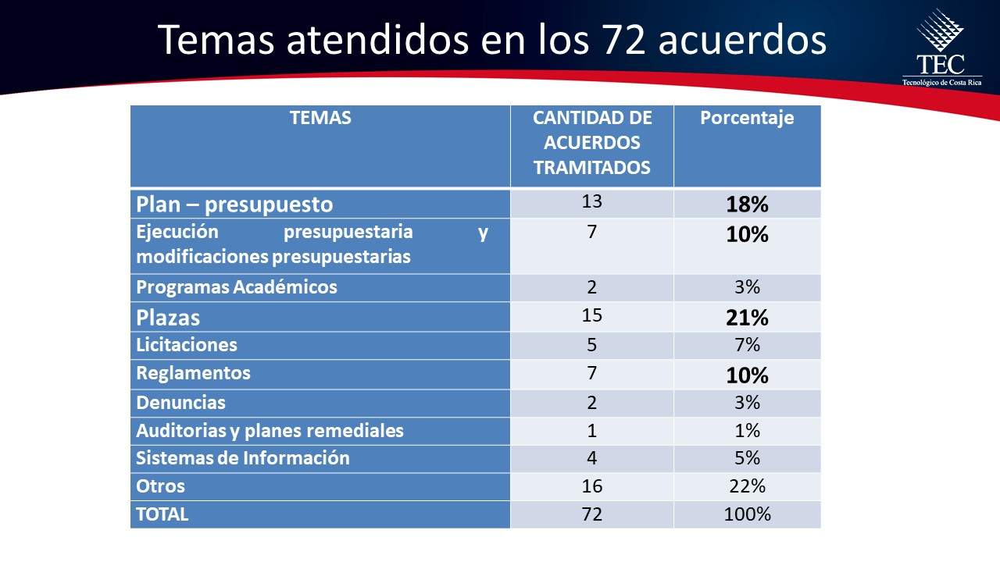 Temas atendidos en los 72 acuerdos
TEC
Tecnológico de Costa Rica
TEMAS
CANTIDAD DE
ACUERDOS
TRAMITADOS
Porcentaje
Plan – presupuesto 13 18%
Ejecución presupuestaria y 7 10%
modificaciones presupuestarias
Programas Académicos 2 3%
Plazas 15 21%
Licitaciones 5 7%
Reglamentos 7 10%
Denuncias 2 3%
Auditorias y planes remediales 1 1%
Sistemas de Información 4 5%
Otros 16 22%
TOTAL 72 100%